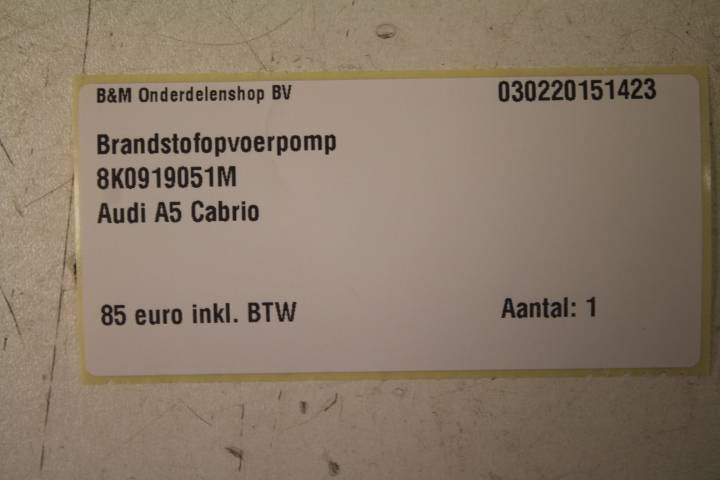 B&M Onderdelenshop BV 030220151423
Brandstofopvoerpomp
8K0919051M
Audi A5 Cabrio
85 euro inkl. BTW Aantal: 1